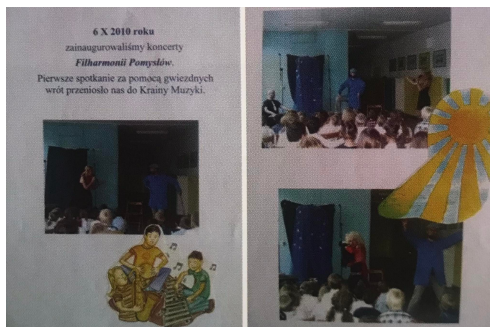 6 X 2010 roku
zainaugurowaliśmy koncerty
Filharmonii Pomysłów.
Pierwsze spotkanie za pomocą gwiezdnych
wrót przeniosło nas do Krainy Muzyki.